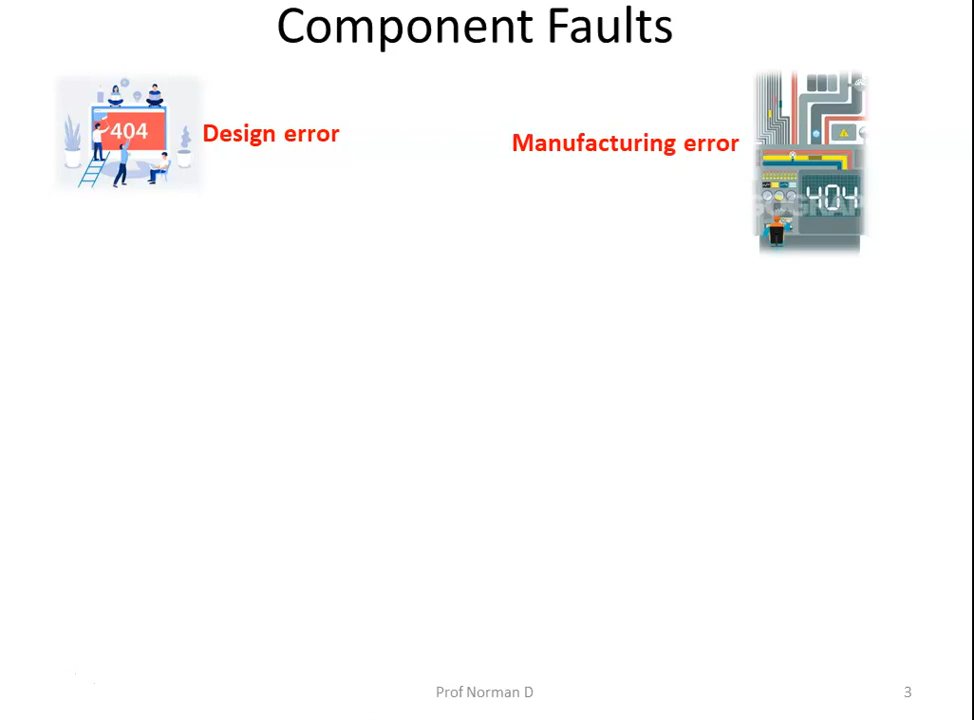 Component Faults
404
Design error
Manufacturing error
404
Prof Norman D
3